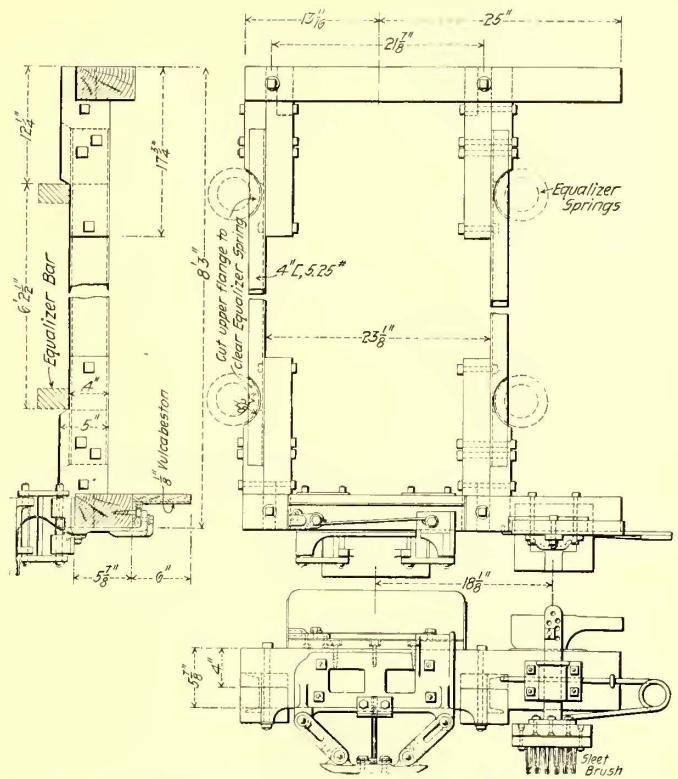 13 1/16"
25"
21 7/8"
12 1/4"
17 3/4"
8'3"
Equalizer
Springs
Cut upper flange to
clear Equalizer Spring
4"[, 5.25#
6' 2 1/2"
Equalizer Bar
23 1/8"
4"
5"
1/8" Vulcabeston
5 7/8"
6"
18 1/8"
5 7/8"
4"
Sleet
Brush